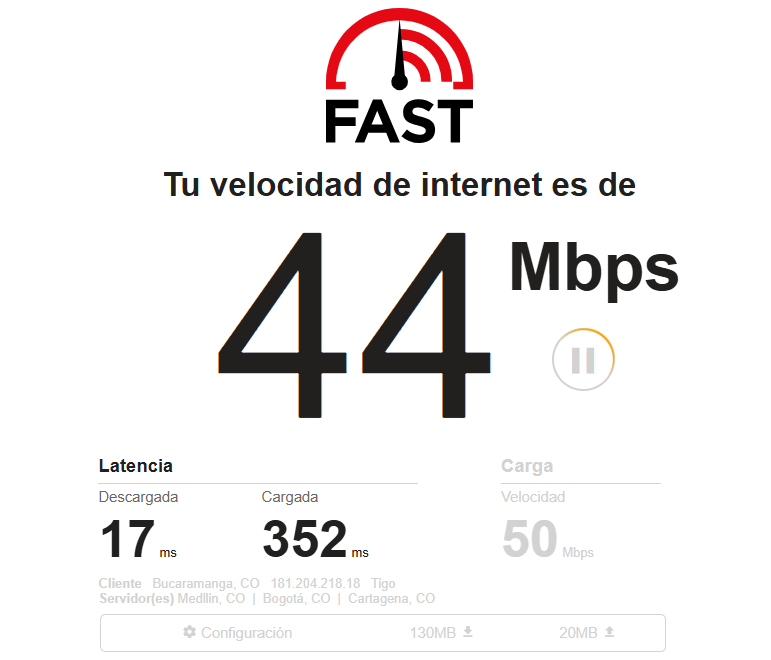 FAST
Tu velocidad de internet es de
44 Mbps
Latencia
Carga
Descargada Cargada
Velocidad
17 ms 352 ms
50 Mbps
Cliente Bucaramanga, CO 181.204.218.18 Tigo
Servidor(es) Medllin, CO | Bogotá, CO | Cartagena, CO
Configuración 130MB 20MB